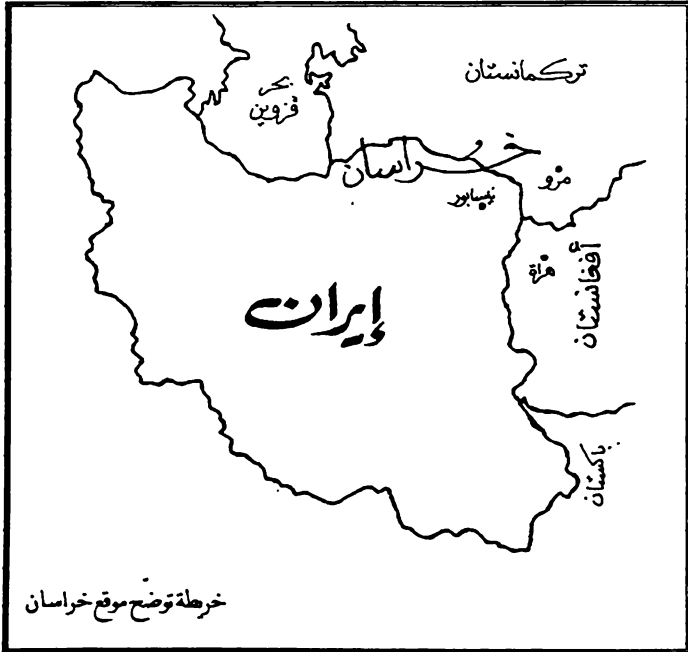 تركمانستان
بحر
قزوين
خراسان
مرو
نيسابور
أفغانستان
هراة
إيران
باكستان
خريطة توضح موقع خراسان